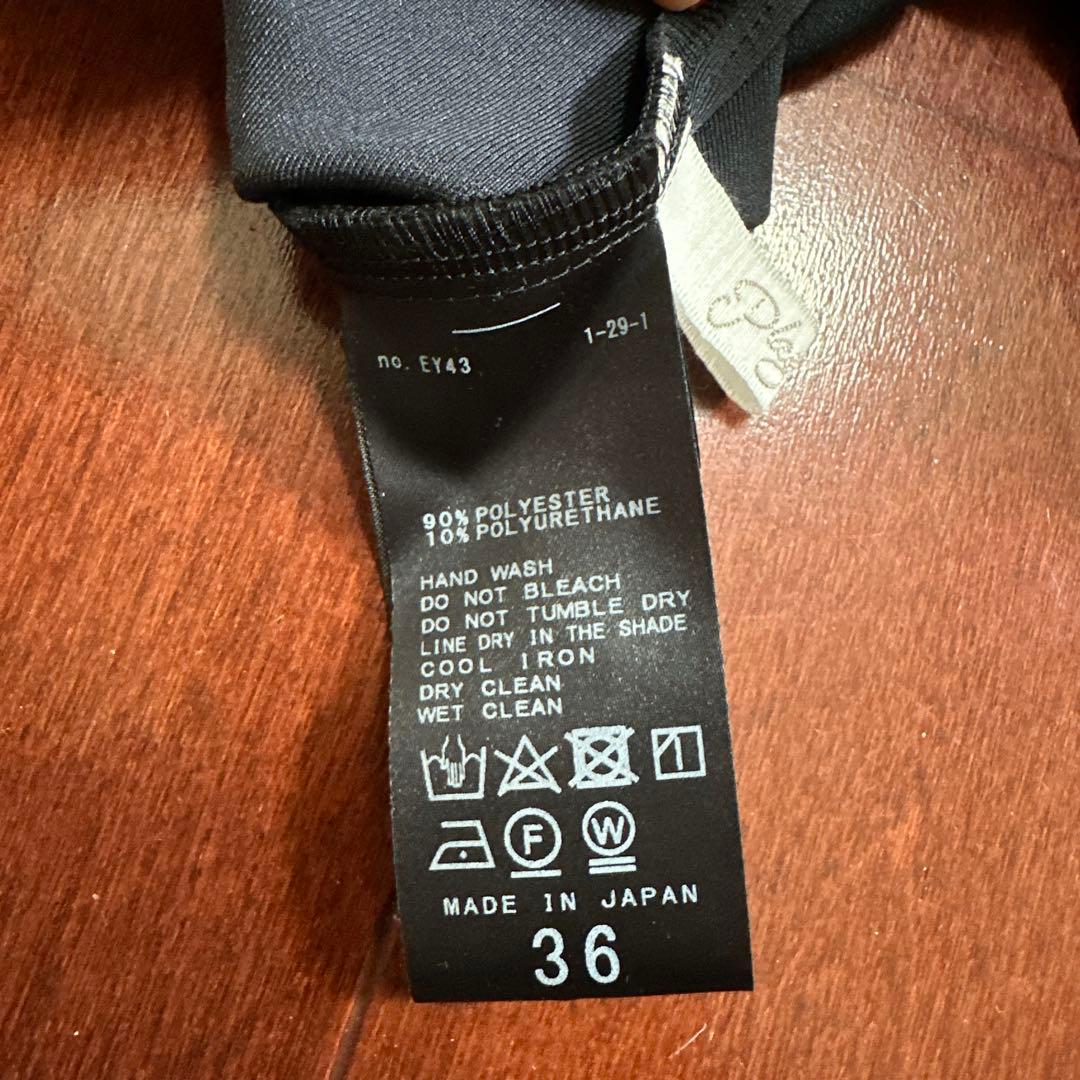 no. EY43
1-29-1
90% POLYESTER
10% POLYURETHANE
HAND WASH
DO NOT BLEACH
DO NOT TUMBLE DRY
LINE DRY IN THE SHADE
COOL IRON
DRY CLEAN
WET CLEAN
F
W
MADE IN JAPAN
36